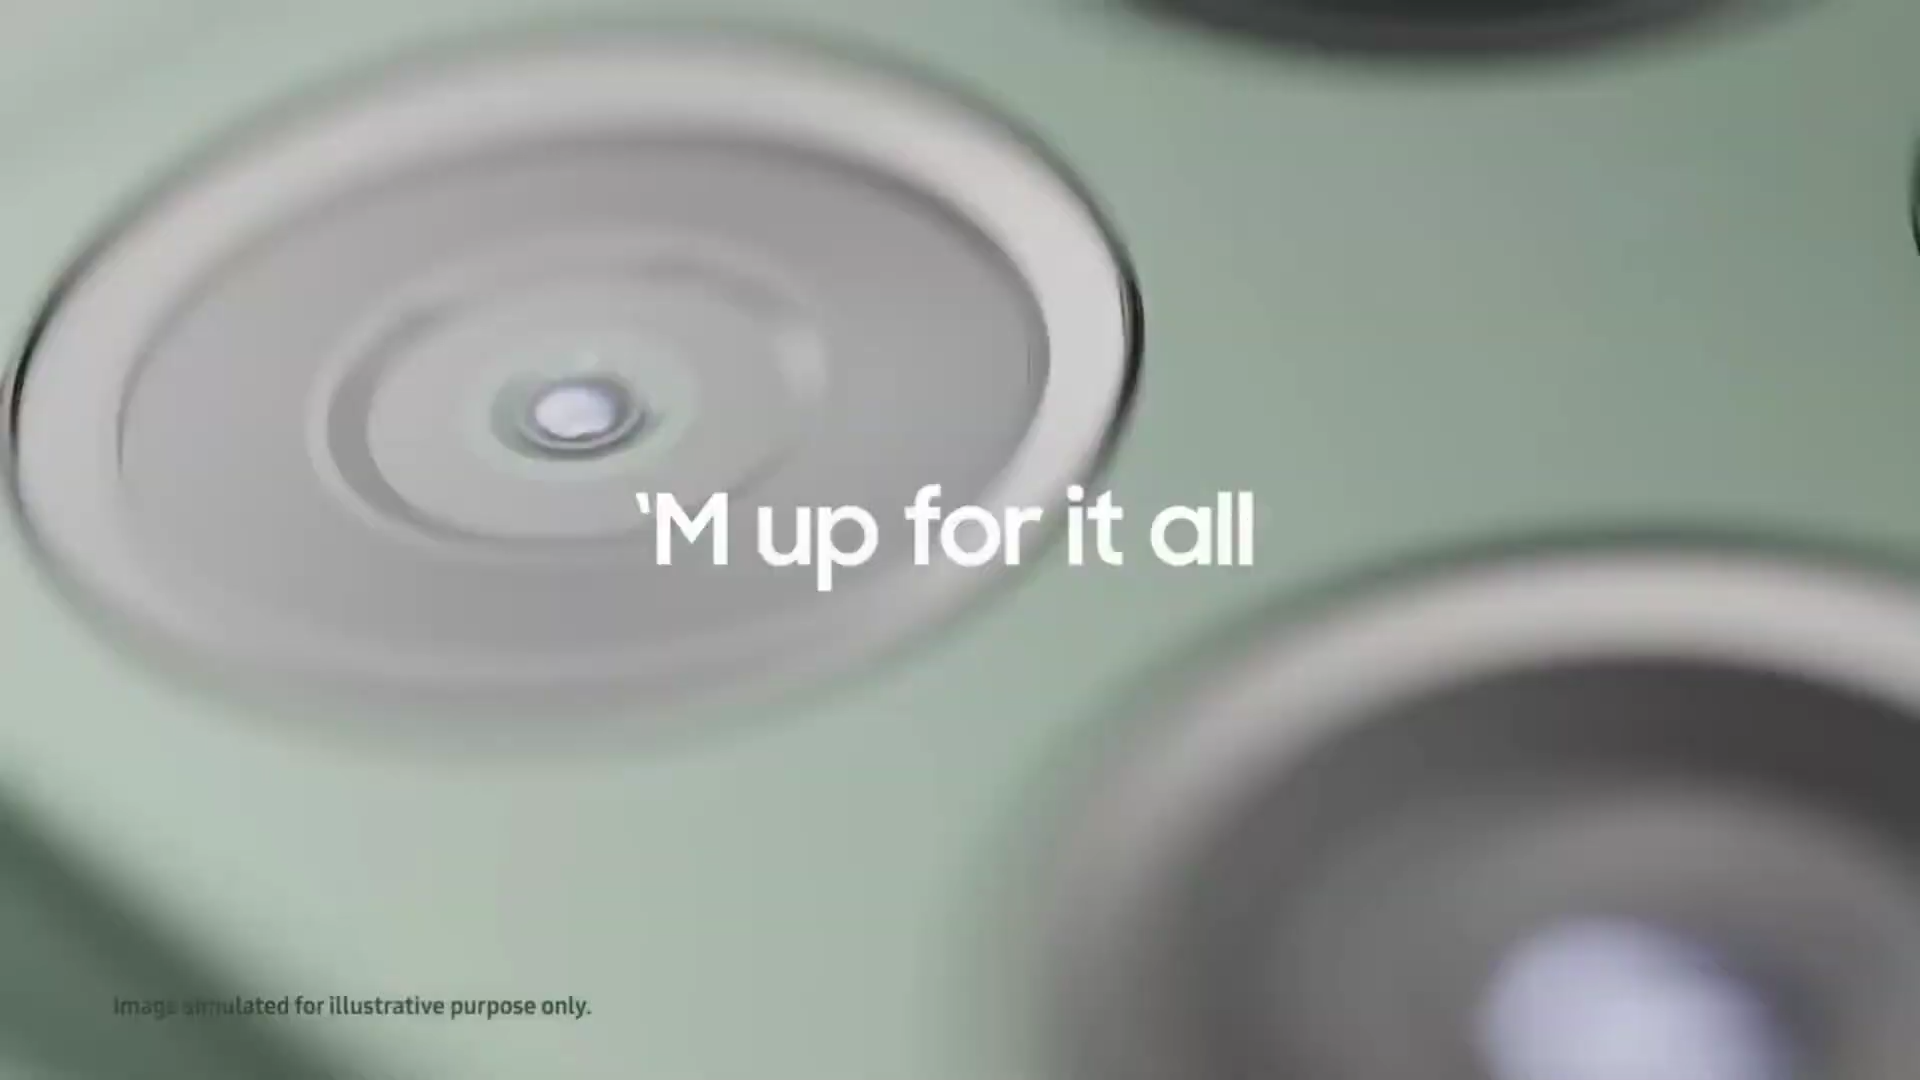 ‘M up for it all
Image simulated for illustrative purpose only.